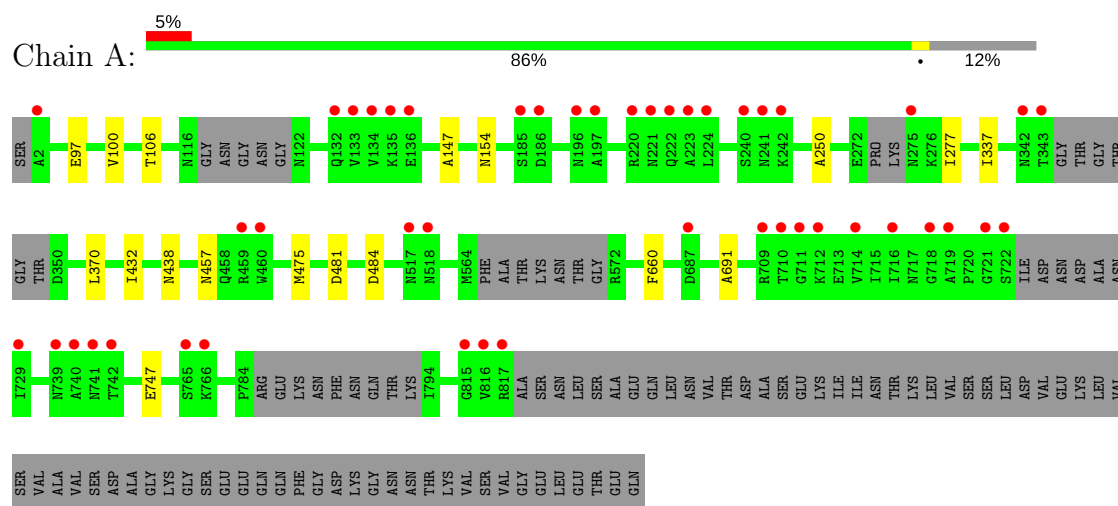 5%
Chain A:
86%
•
12%
SER A2 E97 V100 T106 N116 GLY ASN GLY ASN GLY N122 Q132 V133 V134 K135 E136 A147 N154 S185 D186 N196 A197 R220 N221 Q222 A223 L224 S240 N241 K242 A250 E272 PRO LYS N275 K276 I277 I337 N342 T343 GLY THR GLY THR
GLY THR D350 L370 I432 N438 N457 Q458 R459 W460 M475 D481 D484 N517 N518 M564 PHE ALA THR LYS ASN THR GLY R572 F660 D687 A691 R709 T710 G711 K712 E713 V714 I715 I716 N717 G718 A719 P720 G721 S722 ILE ASP ASN ASP ALA ASN
I729 N739 A740 N741 T742 E747 S765 K766 P784 ARG GLU LYS ASN PHE ASN GLN THR LYS I794 G815 V816 R817 ALA SER ASN LEU SER ALA GLU GLN LEU ASN VAL THR ASP ALA SER GLU LYS ILE ILE ASN THR LYS LEU VAL SER SER LEU ASP VAL GLU LYS LEU VAL
SER VAL ALA VAL SER ASP ALA GLY LYS GLY SER GLU GLU GLN GLN PHE GLY ASP LYS GLY ASN ASN THR LYS VAL SER VAL GLY GLU LEU GLU THR GLU GLN